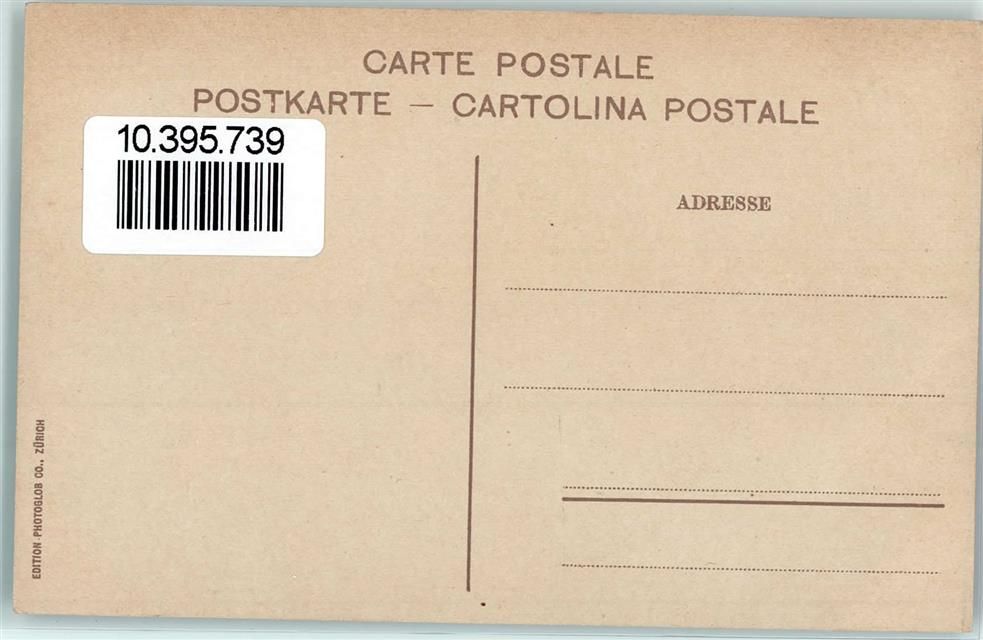 CARTE POSTALE
POSTKARTE — CARTOLINA POSTALE
10.395.739
ADRESSE
EDITION PHOTOGLOB CO., ZÜRICH